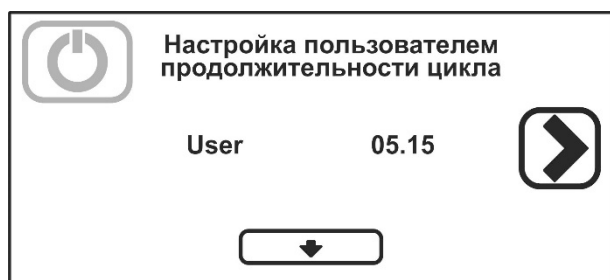 Настройка пользователем
продолжительности цикла
User 05.15